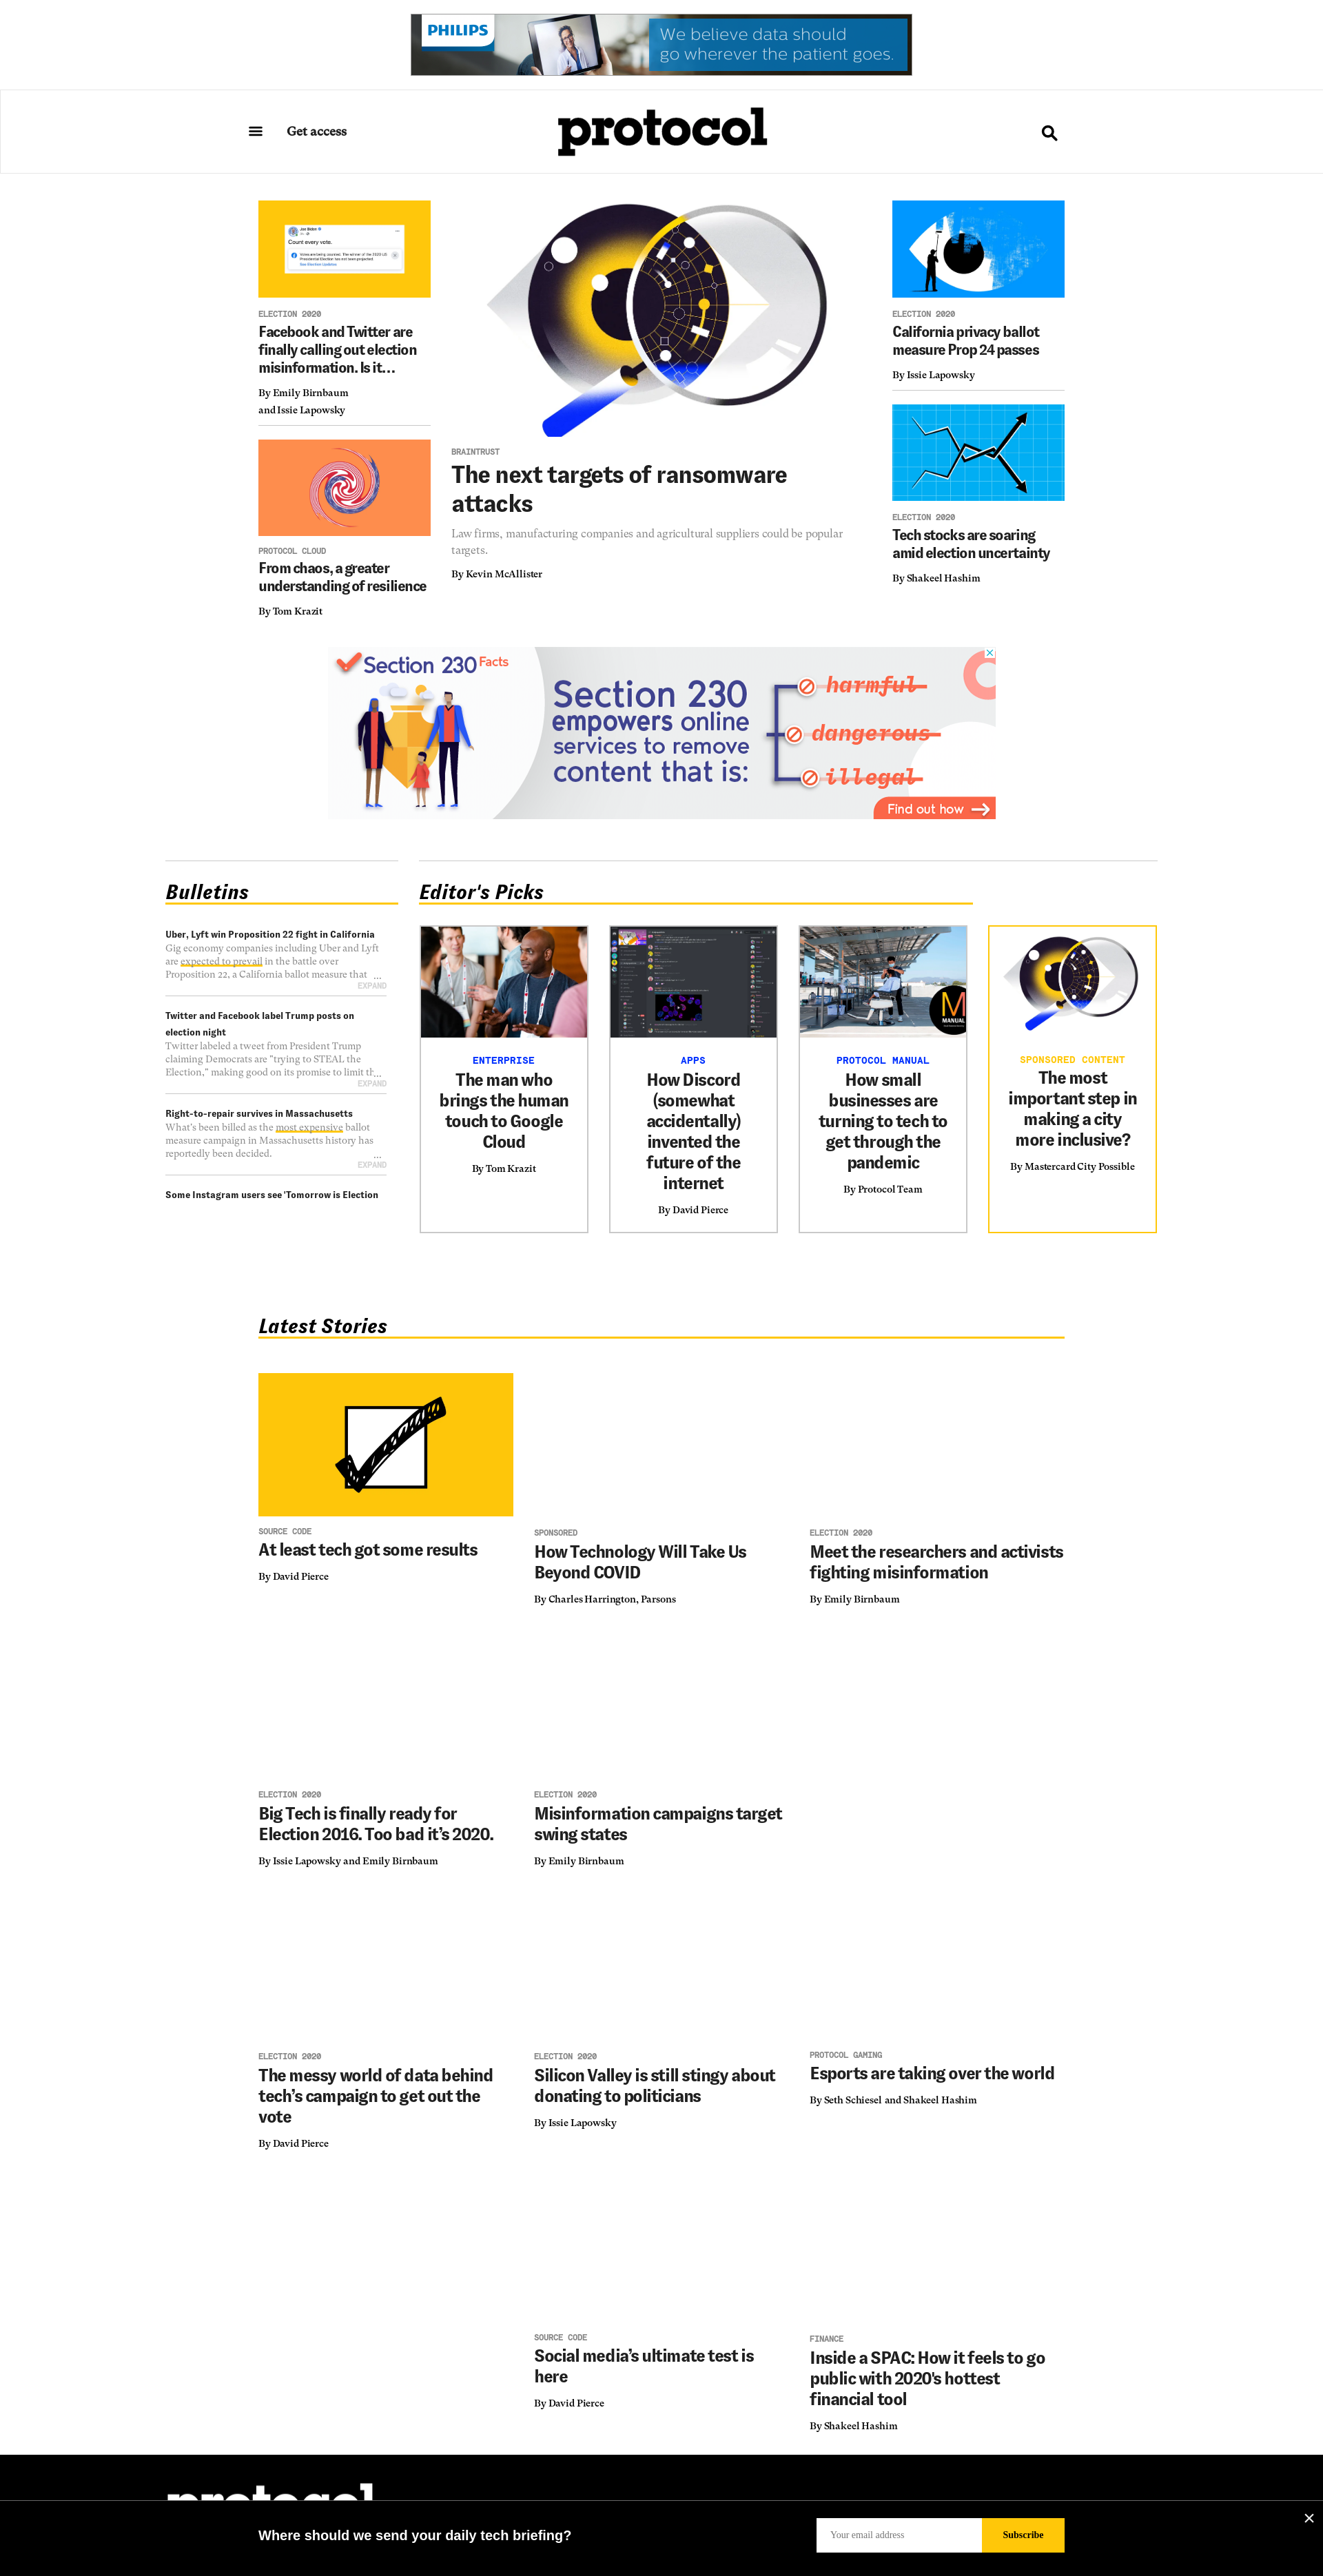 PHILIPS
We believe data should
go wherever the patient goes.
Get access
protocol
Count every vote.
ELECTION 2020
Facebook and Twitter are
finally calling out election
misinformation. Is it…
By Emily Birnbaum
and Issie Lapowsky
PROTOCOL CLOUD
From chaos, a greater
understanding of resilience
By Tom Krazit
BRAINTRUST
The next targets of ransomware
attacks
Law firms, manufacturing companies and agricultural suppliers could be popular
targets.
By Kevin McAllister
ELECTION 2020
California privacy ballot
measure Prop 24 passes
By Issie Lapowsky
ELECTION 2020
Tech stocks are soaring
amid election uncertainty
By Shakeel Hashim
Section 230 Facts
Section 230
empowers online
services to remove
content that is:
harmful
dangerous
illegal
Find out how
Bulletins
Uber, Lyft win Proposition 22 fight in California
Gig economy companies including Uber and Lyft
are expected to prevail in the battle over
Proposition 22, a California ballot measure that ...
EXPAND
Twitter and Facebook label Trump posts on
election night
Twitter labeled a tweet from President Trump
claiming Democrats are "trying to STEAL the
Election," making good on its promise to limit th...
EXPAND
Right-to-repair survives in Massachusetts
What's been billed as the most expensive ballot
measure campaign in Massachusetts history has
reportedly been decided. ...
EXPAND
Some Instagram users see 'Tomorrow is Election
Editor's Picks
ENTERPRISE
The man who
brings the human
touch to Google
Cloud
By Tom Krazit
APPS
How Discord
(somewhat
accidentally)
invented the
future of the
internet
By David Pierce
M
MANUAL
PROTOCOL MANUAL
How small
businesses are
turning to tech to
get through the
pandemic
By Protocol Team
SPONSORED CONTENT
The most
important step in
making a city
more inclusive?
By Mastercard City Possible
Latest Stories
SOURCE CODE
At least tech got some results
By David Pierce
SPONSORED
How Technology Will Take Us
Beyond COVID
By Charles Harrington, Parsons
ELECTION 2020
Meet the researchers and activists
fighting misinformation
By Emily Birnbaum
ELECTION 2020
Big Tech is finally ready for
Election 2016. Too bad it’s 2020.
By Issie Lapowsky and Emily Birnbaum
ELECTION 2020
Misinformation campaigns target
swing states
By Emily Birnbaum
ELECTION 2020
The messy world of data behind
tech’s campaign to get out the
vote
By David Pierce
ELECTION 2020
Silicon Valley is still stingy about
donating to politicians
By Issie Lapowsky
PROTOCOL GAMING
Esports are taking over the world
By Seth Schiesel and Shakeel Hashim
SOURCE CODE
Social media’s ultimate test is
here
By David Pierce
FINANCE
Inside a SPAC: How it feels to go
public with 2020's hottest
financial tool
By Shakeel Hashim
protocol
Where should we send your daily tech briefing?
Your email address
Subscribe